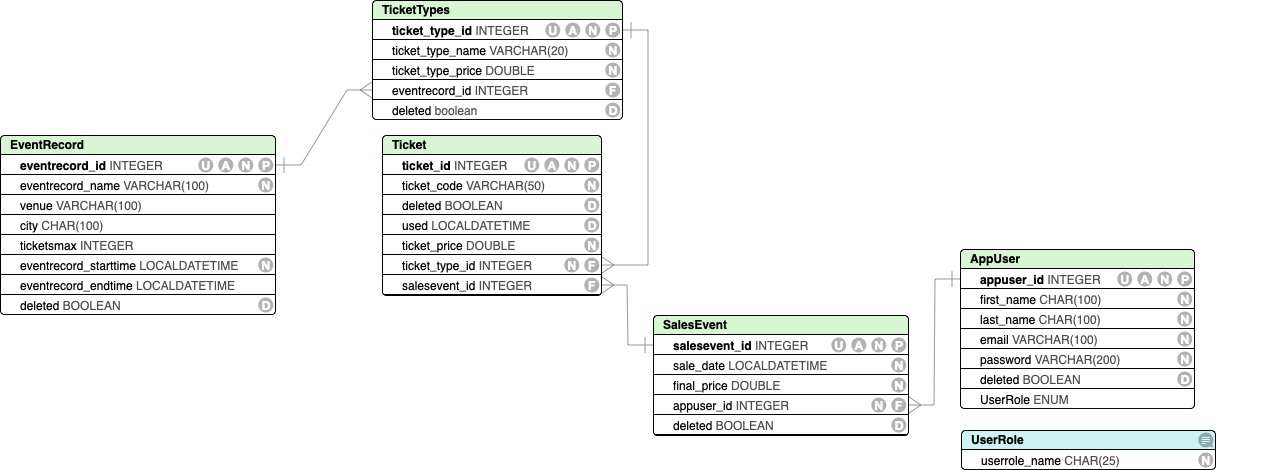 TicketTypes
ticket_type_id INTEGER U A N P
ticket_type_name VARCHAR(20) N
ticket_type_price DOUBLE N
eventrecord_id INTEGER F
deleted boolean D
EventRecord
eventrecord_id INTEGER U A N P
eventrecord_name VARCHAR(100) N
venue VARCHAR(100)
city CHAR(100)
ticketsmax INTEGER
eventrecord_starttime LOCALDATETIME N
eventrecord_endtime LOCALDATETIME
deleted BOOLEAN D
Ticket
ticket_id INTEGER U A N P
ticket_code VARCHAR(50) N
deleted BOOLEAN D
used LOCALDATETIME D
ticket_price DOUBLE N
ticket_type_id INTEGER N F
salesevent_id INTEGER F
SalesEvent
salesevent_id INTEGER U A N P
sale_date LOCALDATETIME N
final_price DOUBLE N
appuser_id INTEGER N F
deleted BOOLEAN D
AppUser
appuser_id INTEGER U A N P
first_name CHAR(100) N
last_name CHAR(100) N
email VARCHAR(100) N
password VARCHAR(200) N
deleted BOOLEAN D
UserRole ENUM
UserRole
userrole_name CHAR(25) N